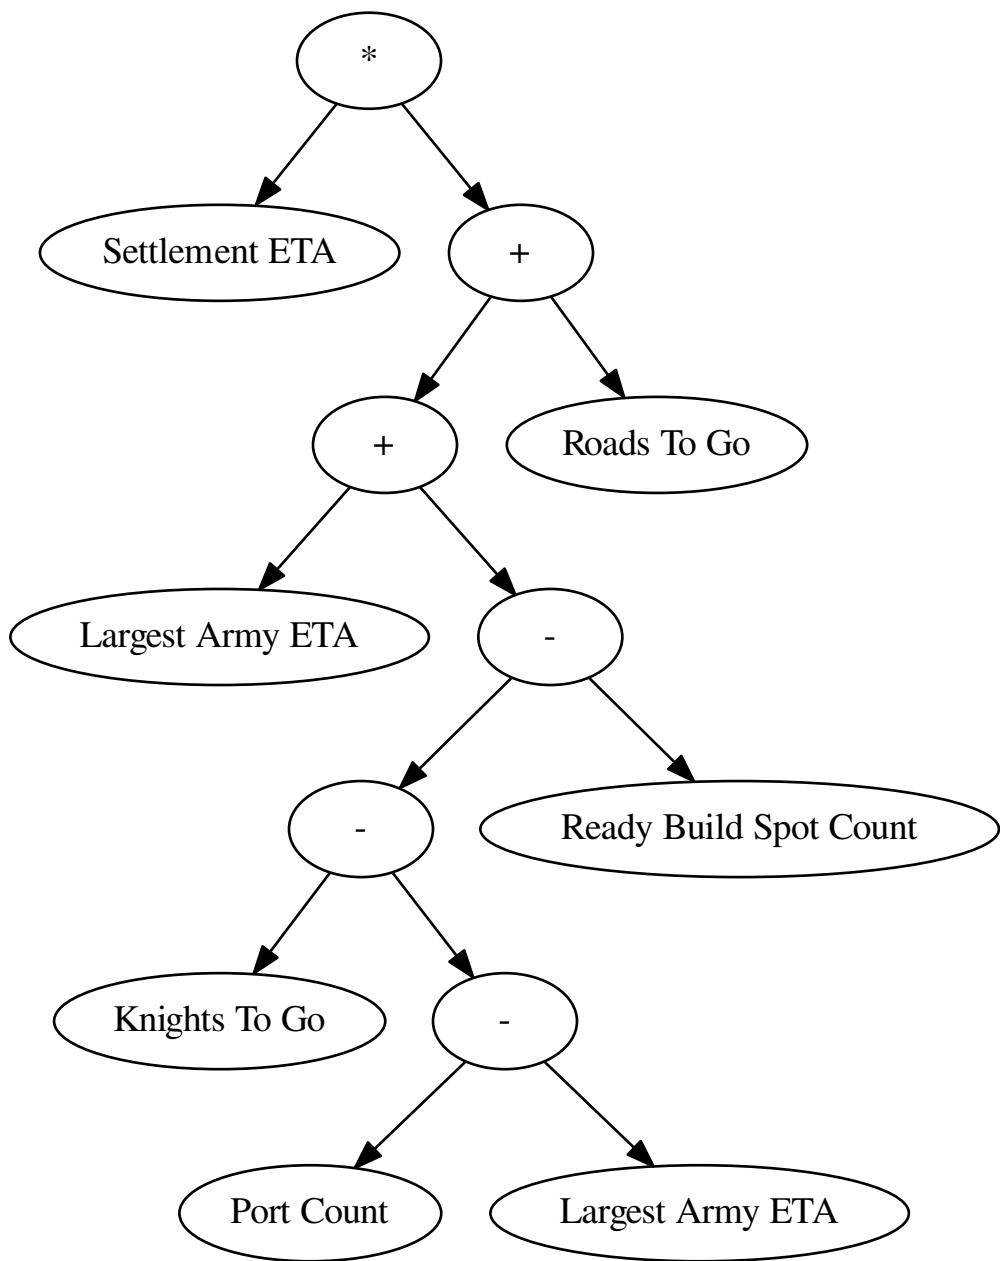 *
Settlement ETA
+
+
Roads To Go
Largest Army ETA
-
-
Ready Build Spot Count
Knights To Go
-
Port Count
Largest Army ETA